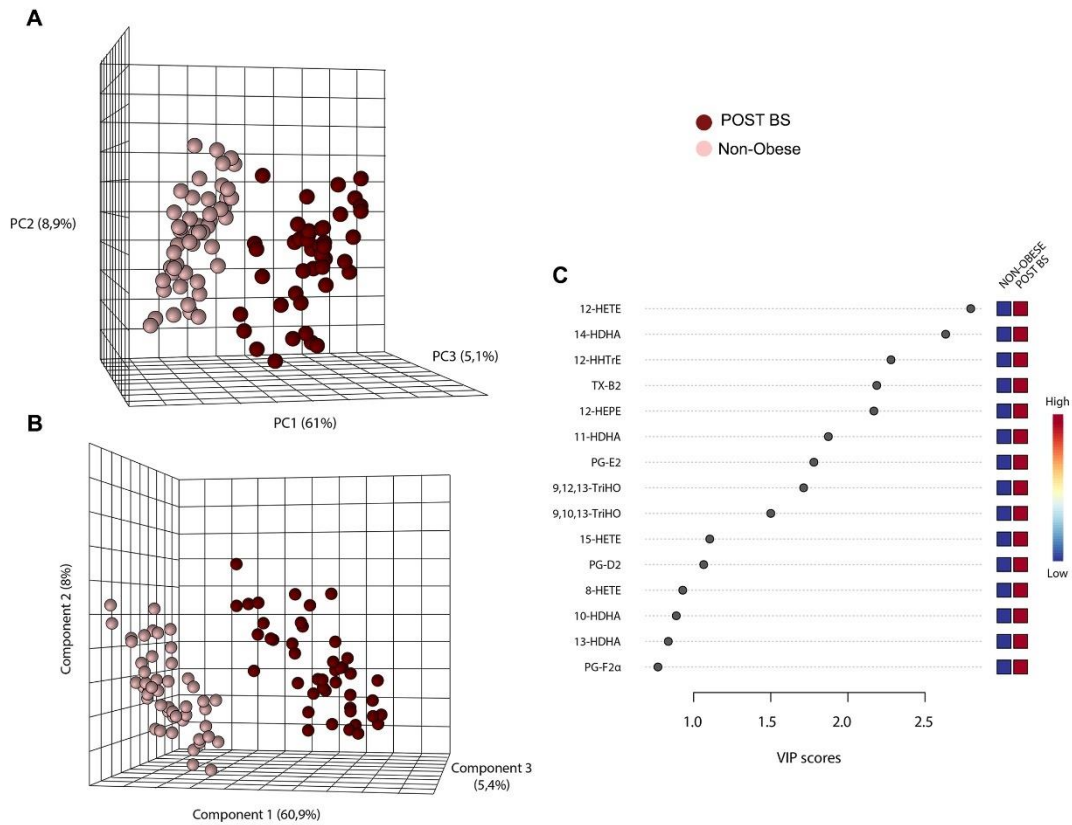 A
PC2 (8,9%)
PC3 (5,1%)
PC1 (61%)
POST BS
Non-Obese
B
Component 2 (8%)
Component 3
(5,4%)
Component 1 (60,9%)
C
NON-OBESE
POST BS
12-HETE
14-HDHA
12-HHTrE
TX-B2
12-HEPE
11-HDHA
PG-E2
9,12,13-TriHO
9,10,13-TriHO
15-HETE
PG-D2
8-HETE
10-HDHA
13-HDHA
PG-F2α
1.0 1.5 2.0 2.5
VIP scores
High
Low